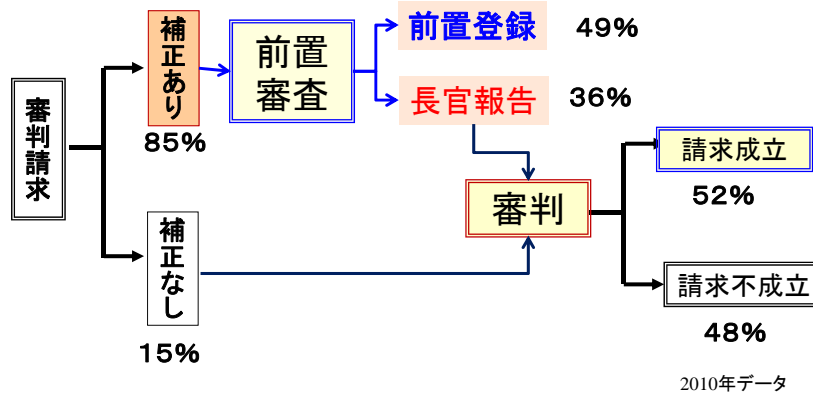 審判請求
補正あり
85%
前置
審査
前置登録
49%
長官報告
36%
補正なし
15%
審判
請求成立
52%
請求不成立
48%
2010年データ